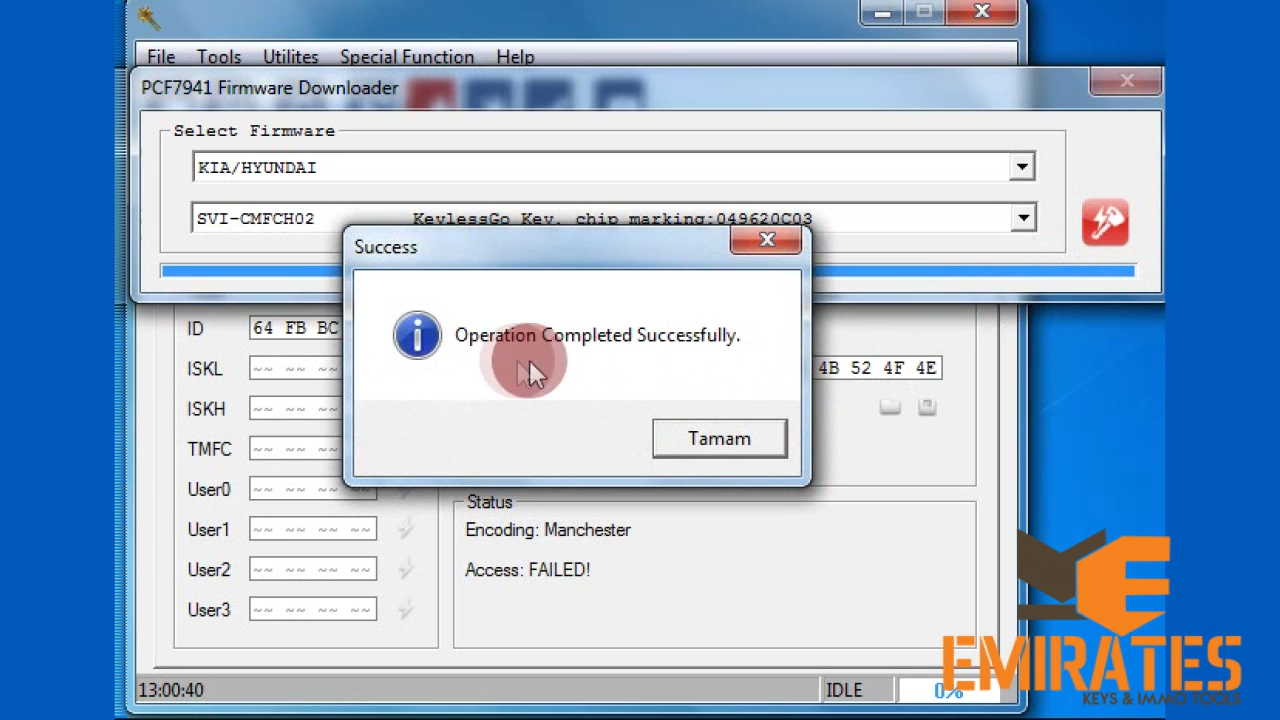 File Tools Utilites Special Function Help
PCF7941 Firmware Downloader
Select Firmware
KIA/HYUNDAI
SVI-CMFCH02 KeylessGo Key, chip marking:049620C03
Success
Operation Completed Successfully.
Tamam
ID 64 FB BC
ISKL ~~ ~~ ~~ 4B 52 4F 4E
ISKH ~~ ~~ ~~
TMFC ~~ ~~ ~~
User0 ~~ ~~ ~~ ~~
User1 ~~ ~~ ~~ ~~
User2 ~~ ~~ ~~ ~~
User3 ~~ ~~ ~~ ~~
Status
Encoding: Manchester
Access: FAILED!
13:00:40 IDLE 0%
EMIRATES
KEYS & IMMO TOOLS